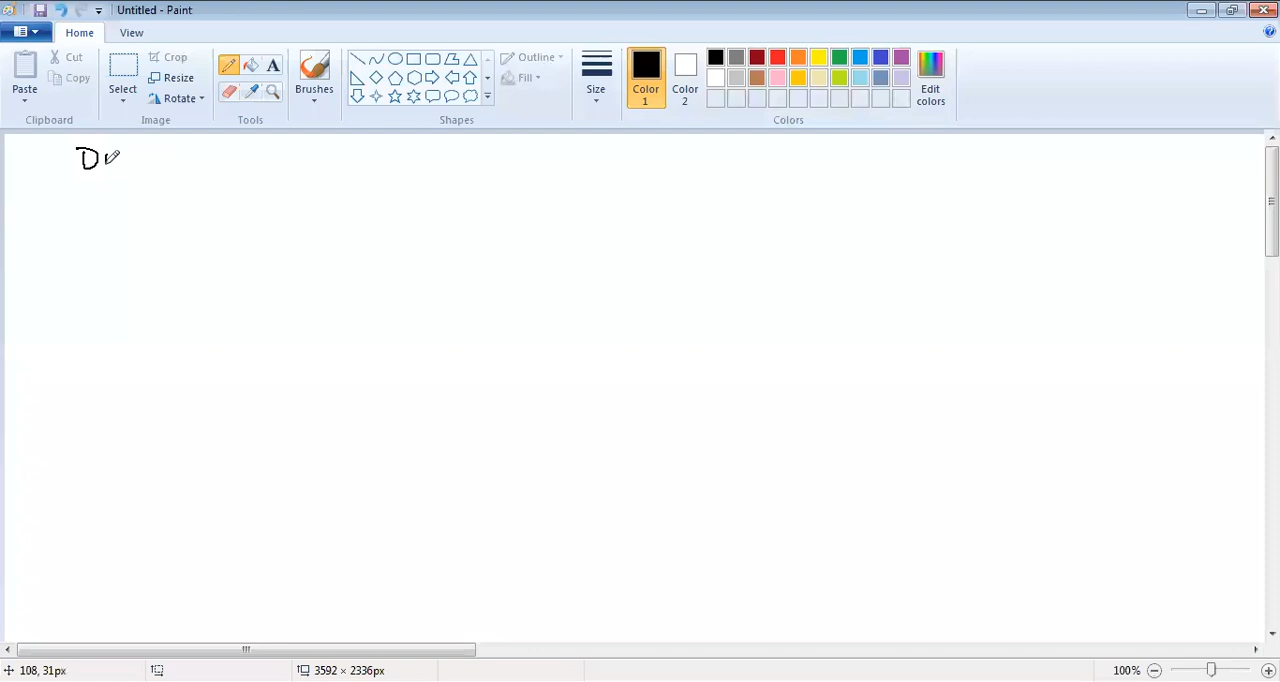 Untitled - Paint
Home View
Cut
Copy
Paste
Clipboard
Crop
Resize
Rotate
Select
Image
A
Tools
Brushes
Shapes
Outline
Fill
Size
Color 1
Color 2
Edit colors
Colors
D
108, 31px
3592 × 2336px
100%